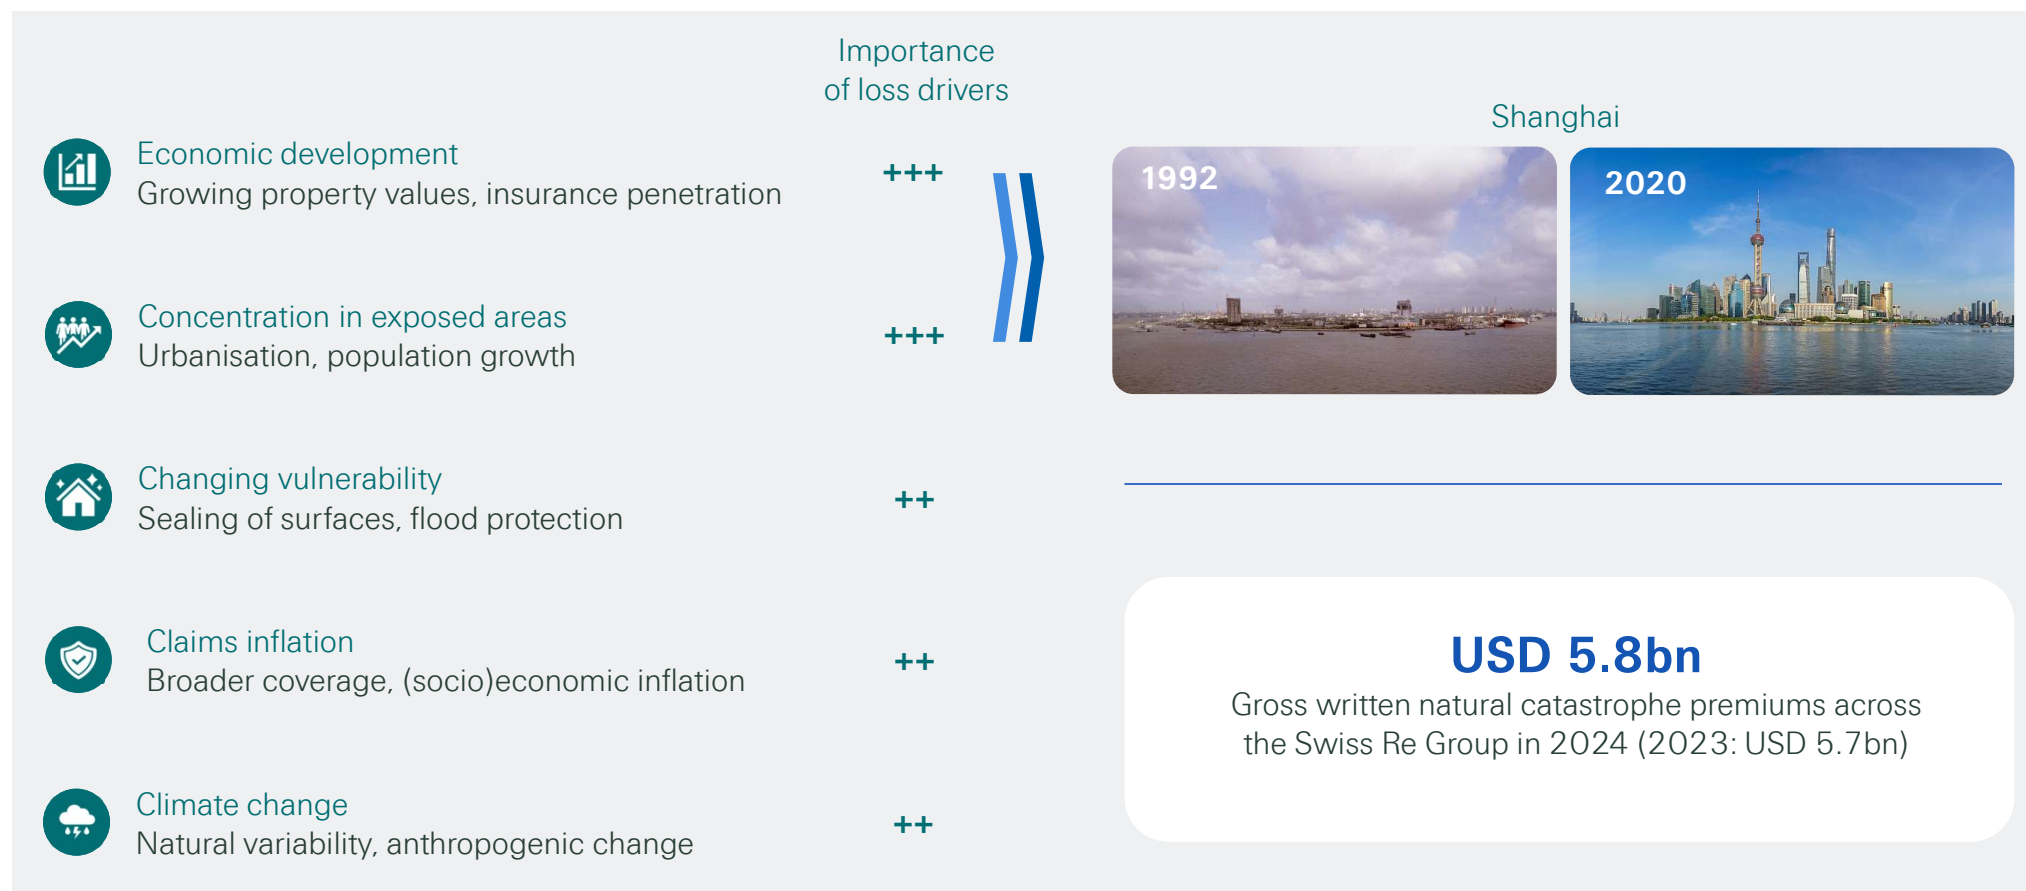 Importance
of loss drivers
Economic development
Growing property values, insurance penetration
+++
Concentration in exposed areas
Urbanisation, population growth
+++
Changing vulnerability
Sealing of surfaces, flood protection
++
Claims inflation
Broader coverage, (socio)economic inflation
++
Climate change
Natural variability, anthropogenic change
++
Shanghai
1992
2020
USD 5.8bn
Gross written natural catastrophe premiums across
the Swiss Re Group in 2024 (2023: USD 5.7bn)